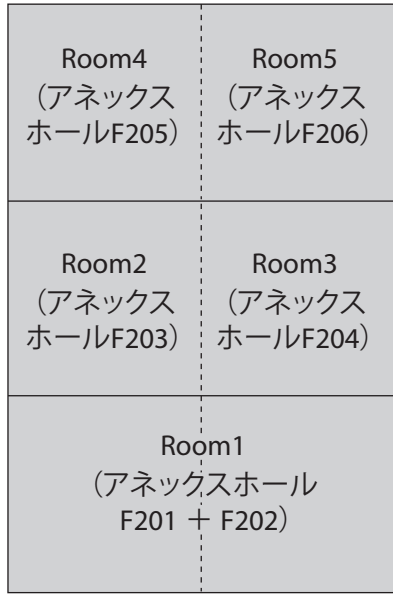 Room4
（アネックス
ホールF205）
Room5
（アネックス
ホールF206）
Room2
（アネックス
ホールF203）
Room3
（アネックス
ホールF204）
Room1
（アネックスホール
F201 ＋ F202）